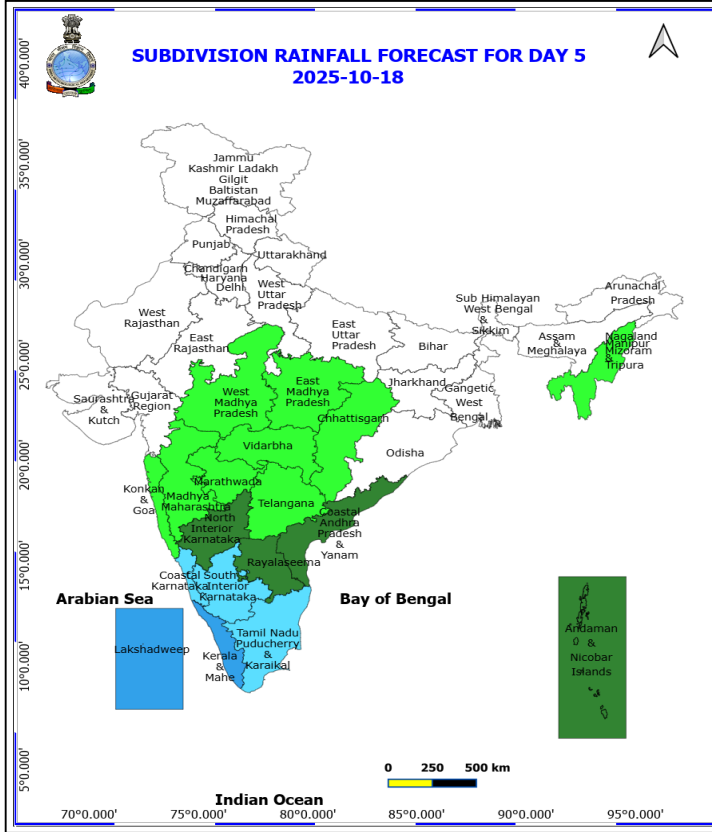 SUBDIVISION RAINFALL FORECAST FOR DAY 5
2025-10-18
40°0.000'
35°0.000'
30°0.000'
25°0.000'
20°0.000'
15°0.000'
10°0.000'
5°0.000'
Jammu
Kashmir Ladakh
Gilgit
Baltistan
Muzaffarabad
Himachal
Pradesh
Punjab
Uttarakhand
Chandigarh
Haryana
Delhi
West
Uttar
Pradesh
West
Rajasthan
East
Rajasthan
East
Uttar
Pradesh
Bihar
Sub Himalayan
West Bengal
&
Sikkim
Arunachal
Pradesh
Assam
&
Meghalaya
Nagaland
Manipur
Mizoram
&
Tripura
Saurashtra
&
Kutch
Gujarat
Region
West
Madhya
Pradesh
East
Madhya
Pradesh
Jharkhand
Gangetic
West
Bengal
Chhattisgarh
Odisha
Vidarbha
Konkan
&
Goa
Madhya
Maharashtra
Marathwada
Telangana
North
Interior
Karnataka
Coastal
Andhra
Pradesh
&
Yanam
Rayalaseema
Coastal
Karnataka
South
Interior
Karnataka
Arabian Sea
Bay of Bengal
Lakshadweep
Kerala
&
Mahe
Tamil Nadu
Puducherry
&
Karaikal
Andaman
&
Nicobar
Islands
0 250 500 km
Indian Ocean
70°0.000' 75°0.000' 80°0.000' 85°0.000' 90°0.000' 95°0.000'